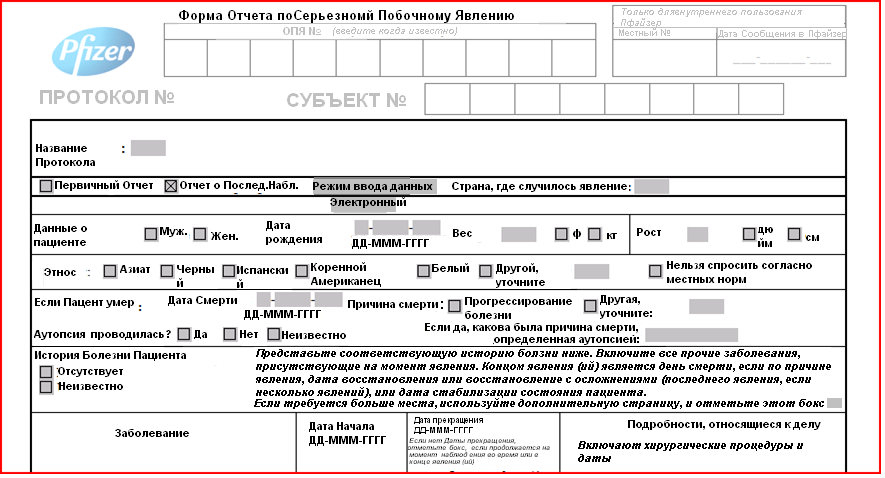 Форма Отчета поСерьезномй Побочному Явлению
Только длявнутреннего пользования
Пфайзер
ОПЯ № (введите когда известно)
Местный №
Дата Сообщения в Пфайзер
Pfizer
ПРОТОКОЛ №
СУБЪЕКТ №
Название
Протокола :
Первичный Отчет
Отчет о Послед.Набл.
Режим ввода данных
Страна, где случилось явление:
Электронный
Данные о
пациенте
Муж.
Жен.
Дата
рождения
ДД-МММ-ГГГГ
Вес
ф
кг
Рост
дю
йм
см
Этнос :
Азиат
Черны
й
Испански
й
Коренной
Американец
Белый
Другой,
уточните
Нельзя спросить согласно
местных норм
Если Пацент умер :
Дата Смерти
ДД-МММ-ГГГГ
Причина смерти:
Прогрессирование
болезни
Другая,
уточните:
Аутопсия проводилась?
Да
Нет
Неизвестно
Если да, какова была причина смерти,
определенная аутопсией:
История Болезни Пациента
Отсутствует
Неизвестно
Представьте соответствующую историю болзни ниже. Включите все прочие заболевания,
присутствующие на момент явления. Концом явления (ий) является день смерти, если по причине
явления, дата восстановления или восстановление с осложнениями (последнего явления, если
несколько явлений), или дата стабилизации состояния пациента.
Если требуется больше места, используйте дополнительную страницу, и отметьте этот бокс
Заболевание
Дата Начала
ДД-МММ-ГГГГ
Дата прекращения
ДД-МММ-ГГГГ
Если нет Даты прекращения,
отметьте бокс, если продолжается на
момент наблюд ения во время или в
конце явления (ий)
Подробности, относящиеся к делу
Включают хирургические процедуры и
даты